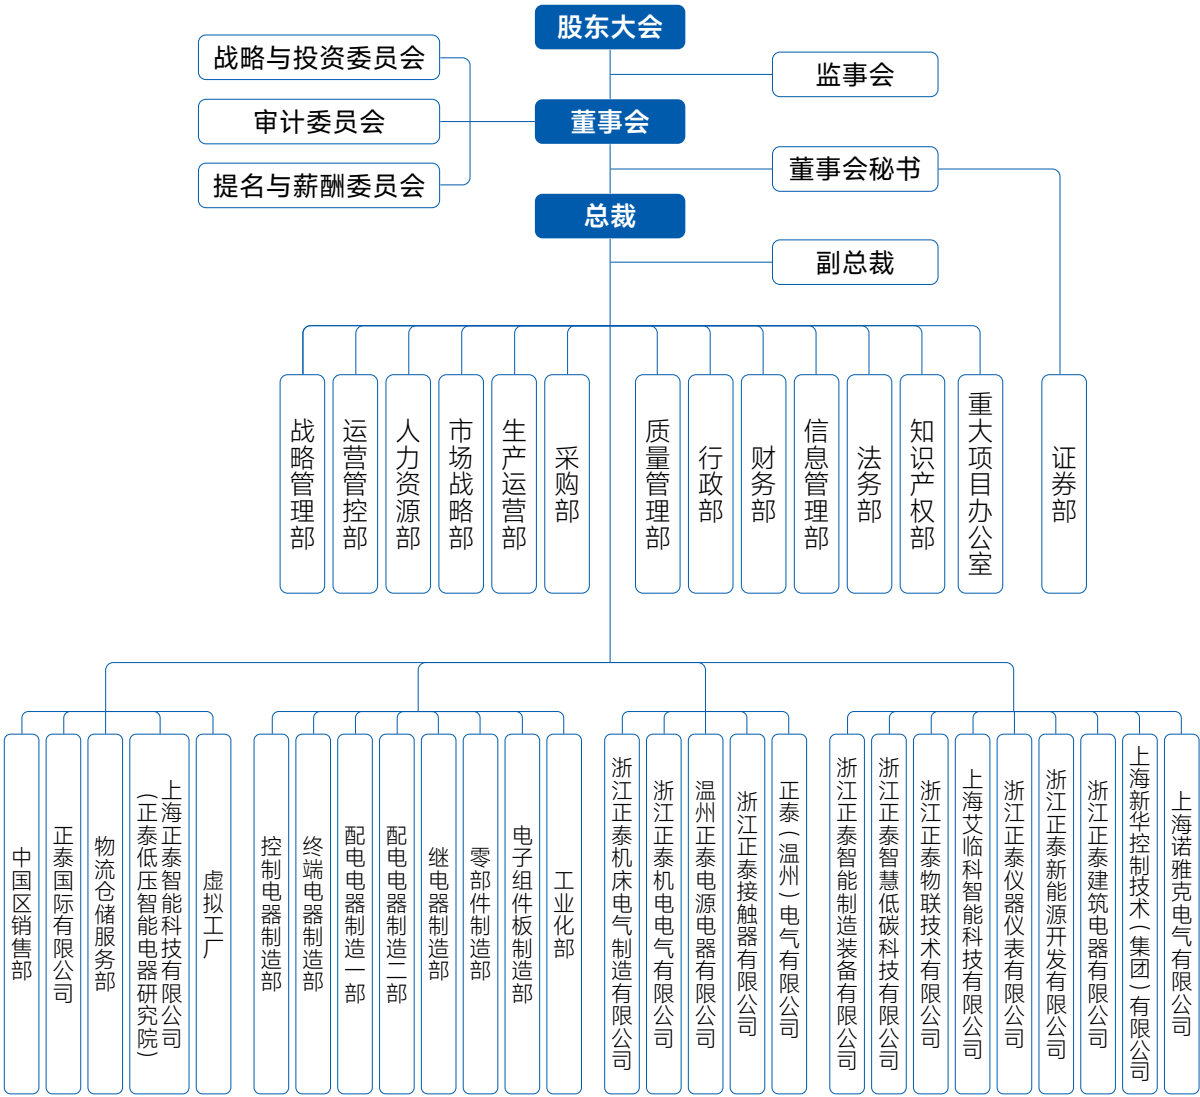 股东大会
战略与投资委员会
监事会
审计委员会
董事会
提名与薪酬委员会
董事会秘书
总裁
副总裁
战略管理部
运营管控部
人力资源部
市场战略部
生产运营部
采购部
质量管理部
行政部
财务部
信息管理部
法务部
知识产权部
重大项目办公室
证券部
中国区销售部
正泰国际有限公司
物流仓储服务部
上海正泰智能科技有限公司
（正泰低压智能电器研究院）
虚拟工厂
控制电器制造部
终端电器制造部
配电电器制造一部
配电电器制造二部
继电器制造部
零部件制造部
电子组件板制造部
工业化部
浙江正泰机床电气制造有限公司
浙江正泰机电电气有限公司
温州正泰电源电器有限公司
浙江正泰接触器有限公司
正泰（温州）电气有限公司
浙江正泰智能制造装备有限公司
浙江正泰智慧低碳科技有限公司
浙江正泰物联技术有限公司
上海艾临科智能科技有限公司
浙江正泰仪器仪表有限公司
浙江正泰新能源开发有限公司
浙江正泰建筑电器有限公司
上海新华控制技术（集团）有限公司
上海诺雅克电气有限公司